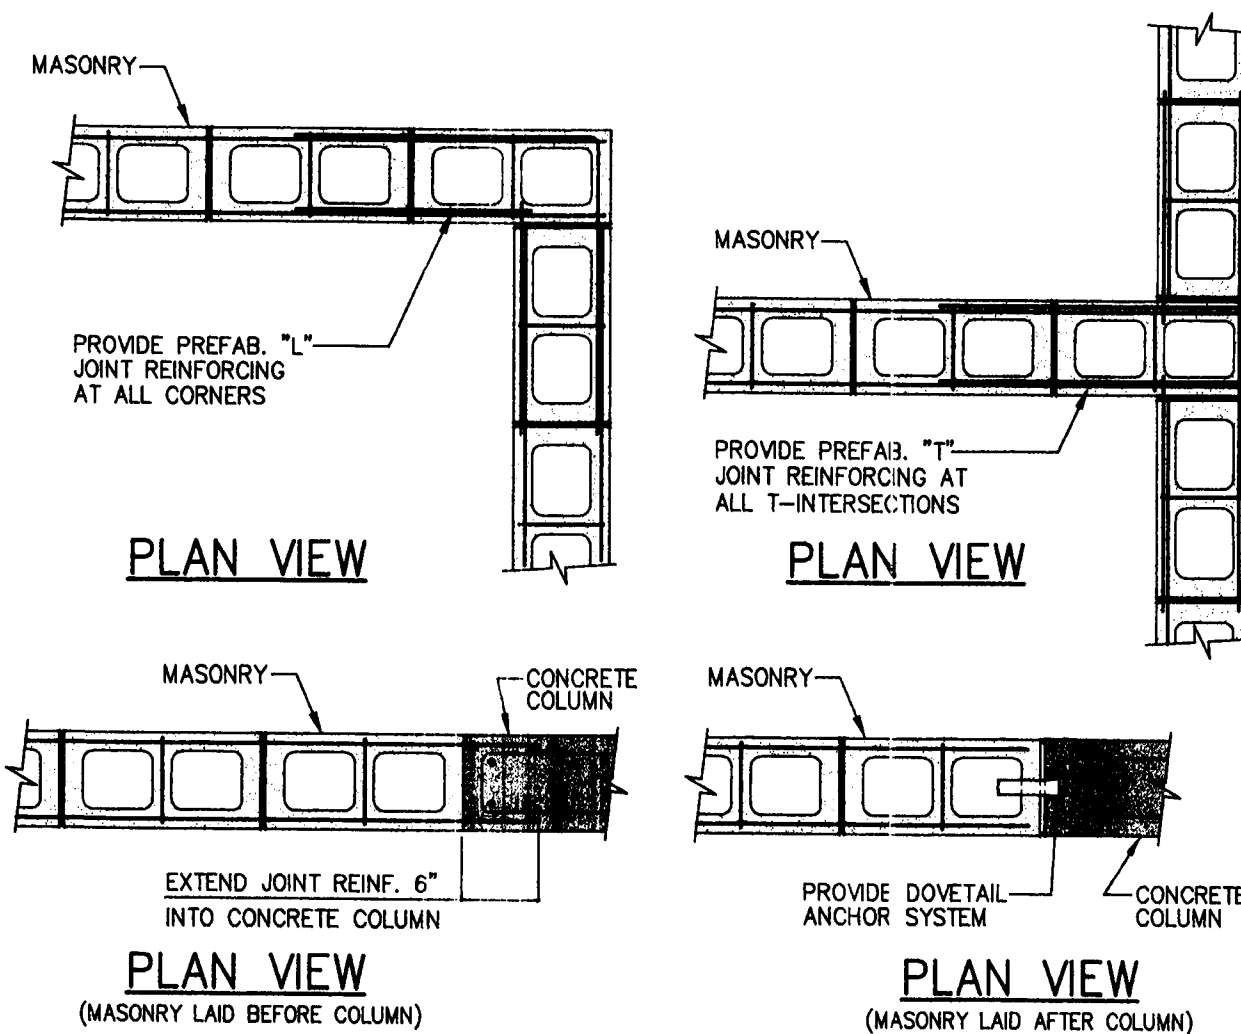 MASONRY
PROVIDE PREFAB. "L"
JOINT REINFORCING
AT ALL CORNERS
PLAN VIEW
MASONRY
PROVIDE PREFAB. "T"
JOINT REINFORCING AT
ALL T-INTERSECTIONS
PLAN VIEW
MASONRY
CONCRETE
COLUMN
EXTEND JOINT REINF. 6"
INTO CONCRETE COLUMN
PLAN VIEW
(MASONRY LAID BEFORE COLUMN)
MASONRY
PROVIDE DOVETAIL
ANCHOR SYSTEM
CONCRETE
COLUMN
PLAN VIEW
(MASONRY LAID AFTER COLUMN)